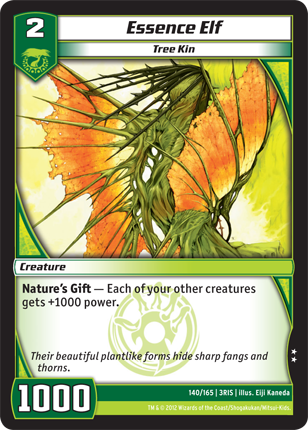 2
Essence Elf
Tree Kin
Creature
Nature's Gift — Each of your other creatures
gets +1000 power.
Their beautiful plantlike forms hide sharp fangs and
thorns.
1000
140/165 | 3RIS | illus. Eiji Kaneda
TM & © 2012 Wizards of the Coast/Shogakukan/Mitsui-Kids